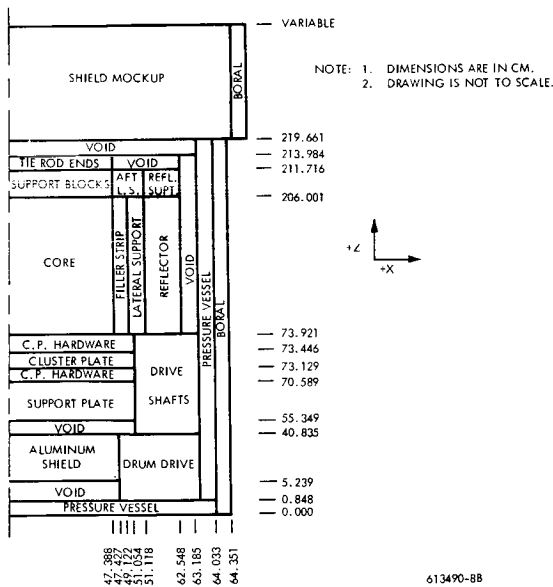 VARIABLE
SHIELD MOCKUP
BORAL
NOTE: 1. DIMENSIONS ARE IN CM.
2. DRAWING IS NOT TO SCALE.
219.661
VOID
213.984
TIE ROD ENDS
VOID
211.716
SUPPORT BLOCKS
AFT
L.S.
REFL.
SUPT.
206.001
CORE
FILLER STRIP
LATERAL SUPPORT
REFLECTOR
VOID
PRESSURE VESSEL
BORAL
+Z
+X
73.921
C.P. HARDWARE
73.446
CLUSTER PLATE
73.129
C.P. HARDWARE
70.589
DRIVE
SHAFTS
SUPPORT PLATE
55.349
VOID
40.835
ALUMINUM
SHIELD
DRUM DRIVE
5.239
VOID
0.848
PRESSURE VESSEL
0.000
47.388
47.427
49.122
51.054
51.118
62.548
63.185
64.033
64.351
613490-8B